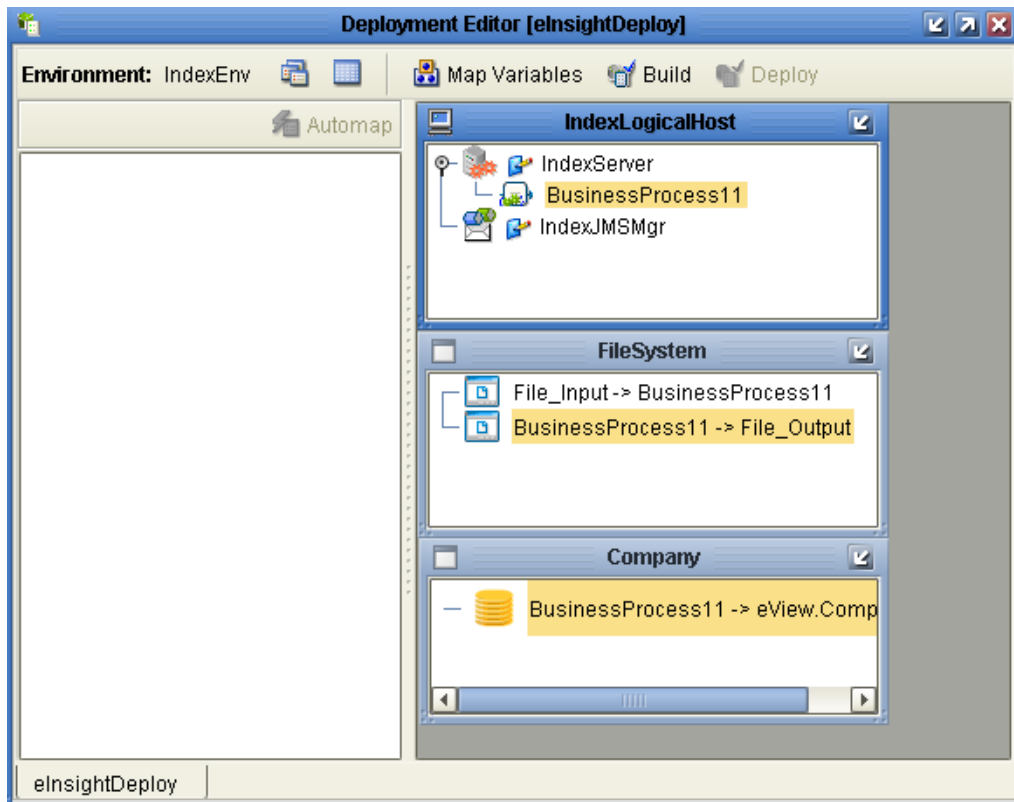 Deployment Editor [eInsightDeploy]
Environment: IndexEnv Map Variables Build Deploy
Automap
IndexLogicalHost
IndexServer
BusinessProcess11
IndexJMSMgr
FileSystem
File_Input -> BusinessProcess11
BusinessProcess11 -> File_Output
Company
BusinessProcess11 -> eView.Comp
eInsightDeploy